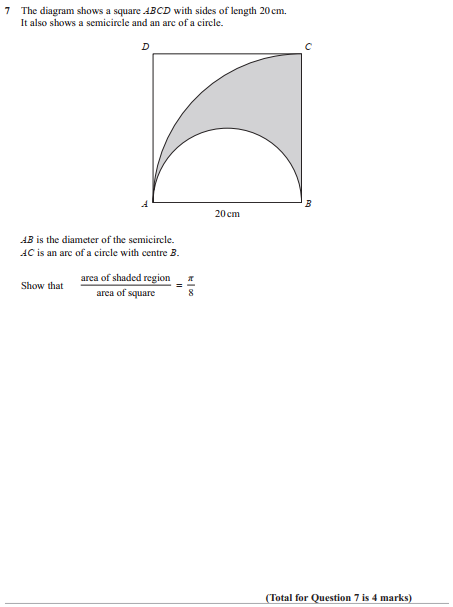 7 The diagram shows a square ABCD with sides of length 20 cm.
It also shows a semicircle and an arc of a circle.
D C
A B
20 cm
AB is the diameter of the semicircle.
AC is an arc of a circle with centre B.
Show that area of shaded region / area of square = π / 8
(Total for Question 7 is 4 marks)